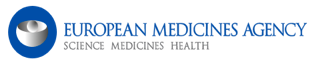 EUROPEAN MEDICINES AGENCY
SCIENCE MEDICINES HEALTH